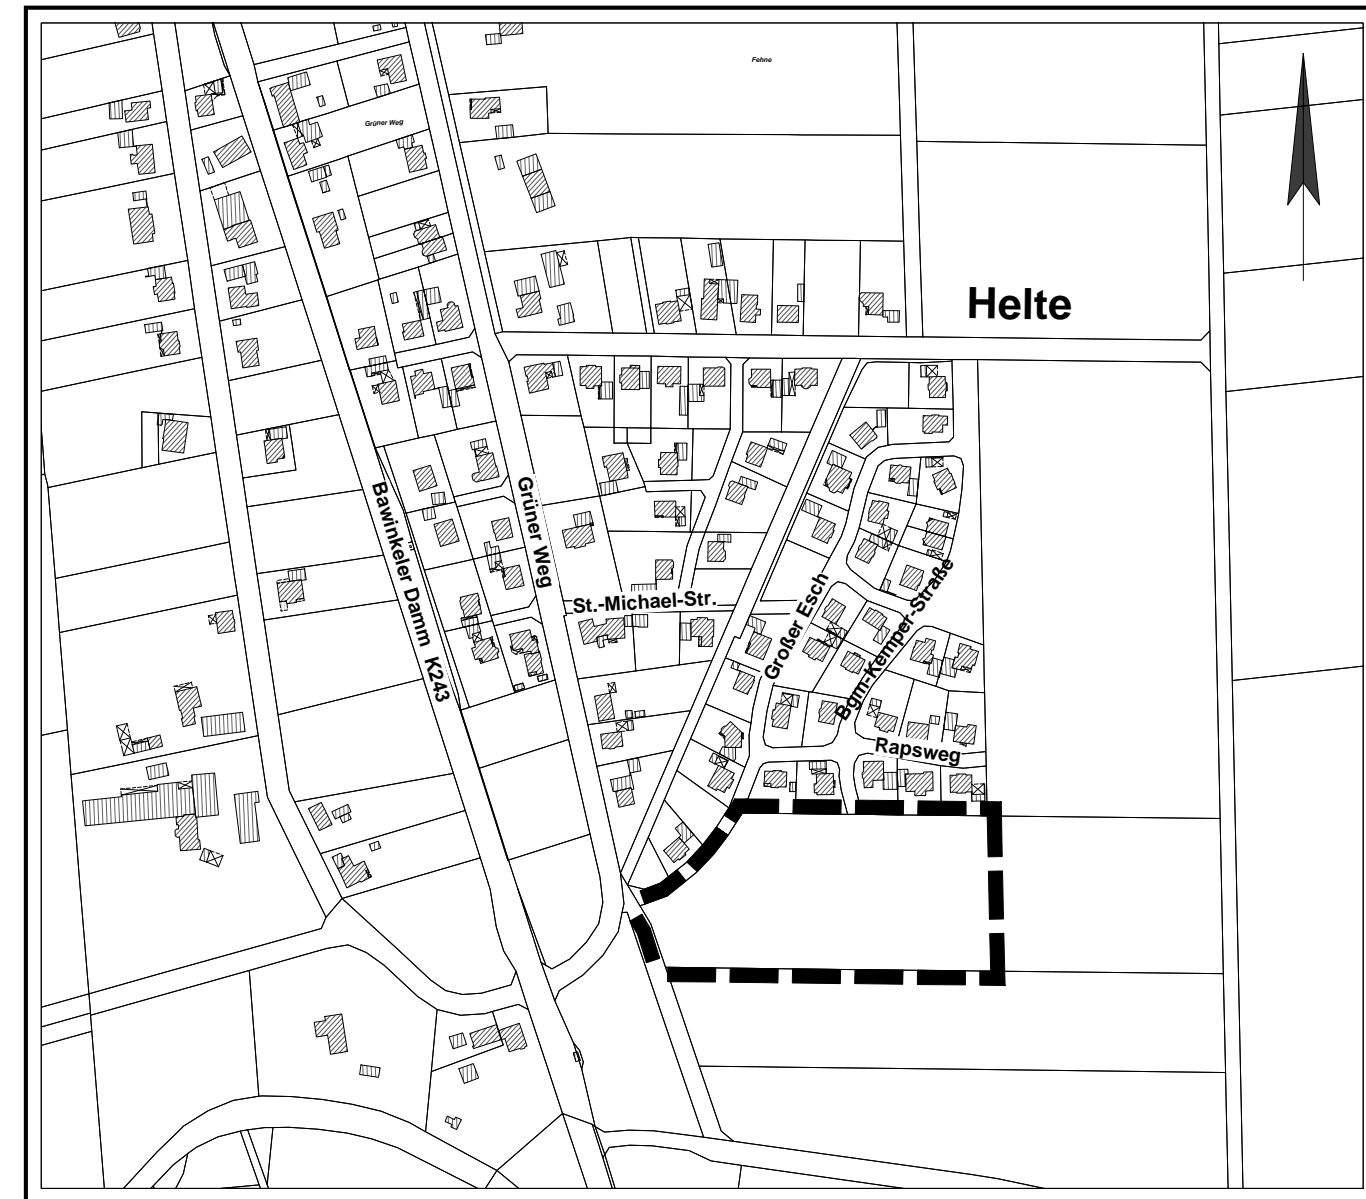 Fehne
Grüner Weg
Helte
Bawinkeler Damm K243
Grüner Weg
St.-Michael-Str.
Großer Esch
Bgm-Kemper-Straße
Rapsweg